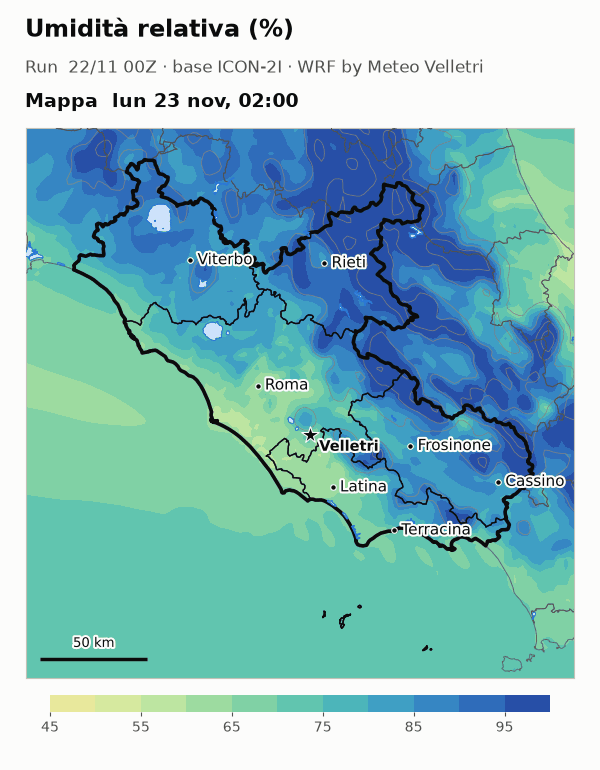 Umidità relativa (%)
Run 22/11 00Z · base ICON-2I · WRF by Meteo Velletri
Mappa lun 23 nov, 02:00
Viterbo
Rieti
Roma
Velletri
Frosinone
Latina
Cassino
Terracina
50 km
45 55 65 75 85 95